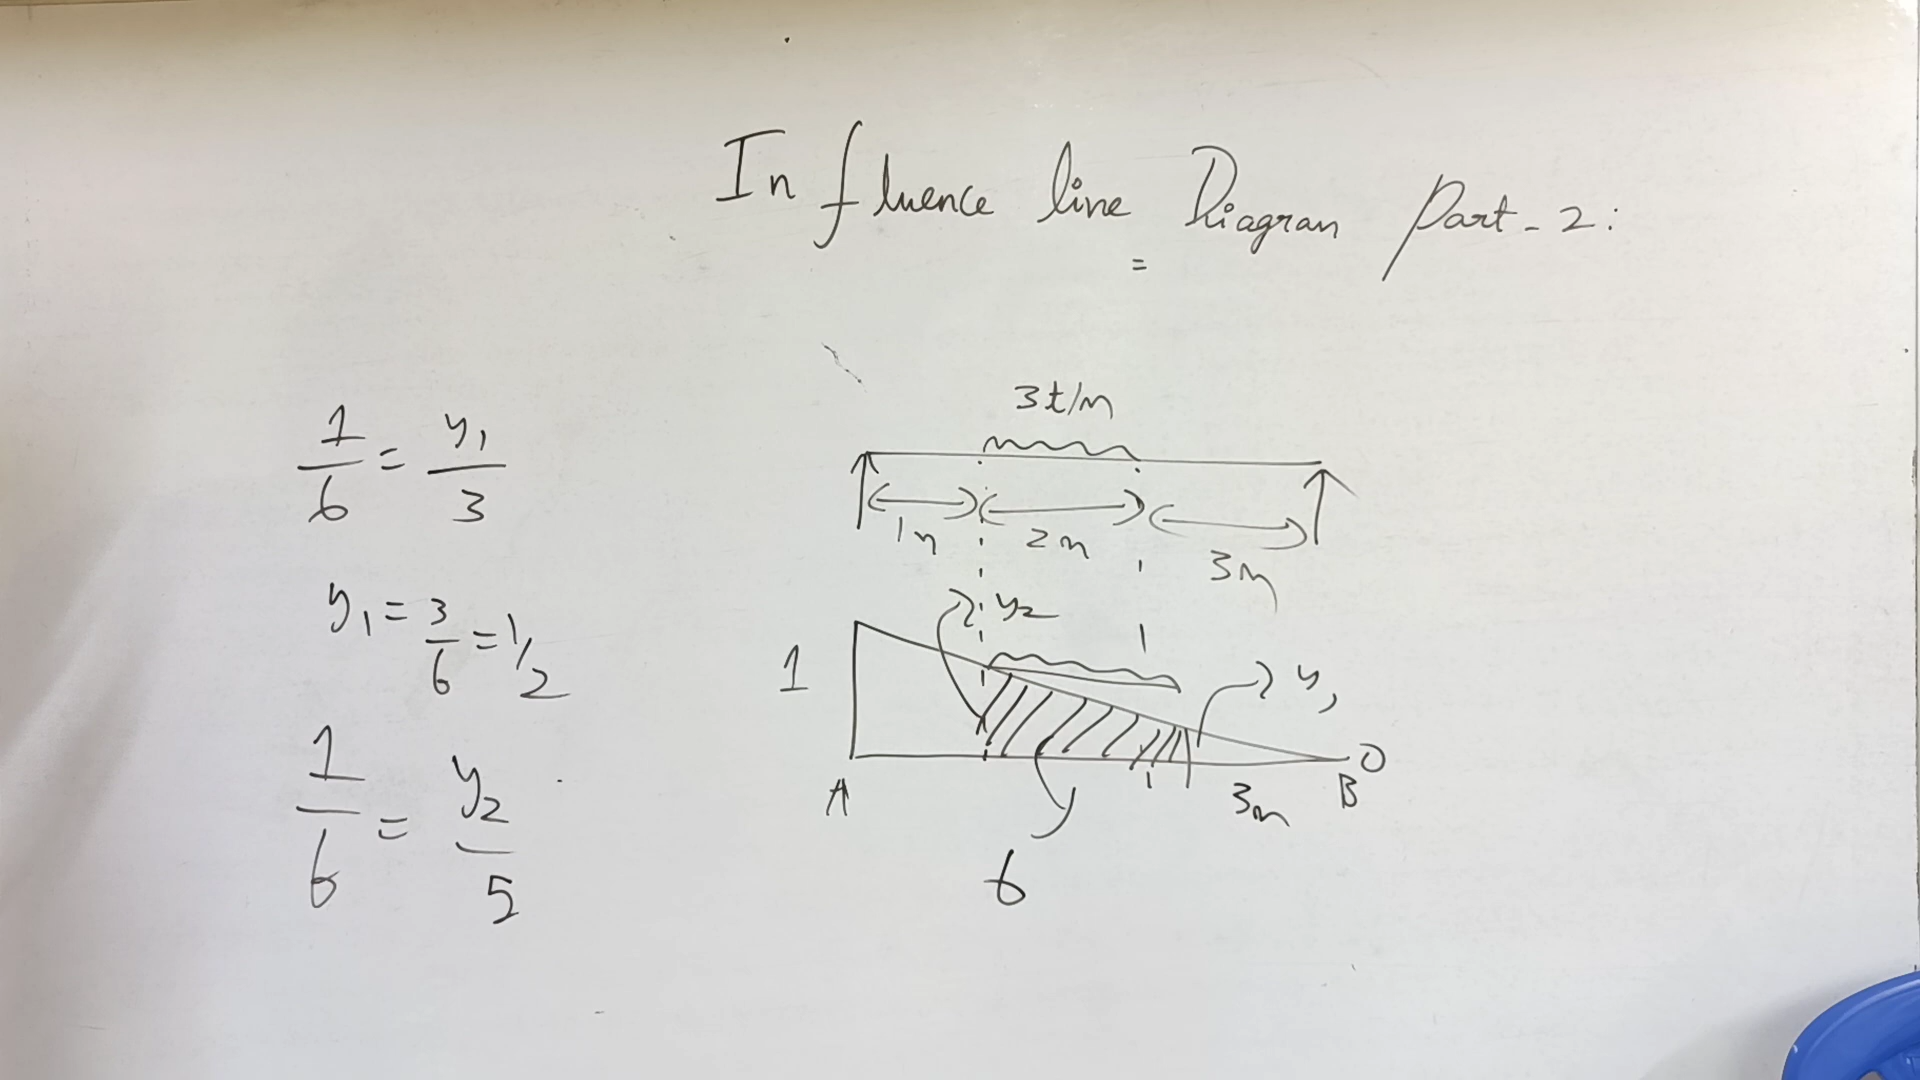 Influence line Diagram Part-2:
=
1/6 = y1/3
y1 = 3/6 = 1/2
1/6 = y2/5
3t/m
1m 2m 3m
y2
1
y1
A
3m
B
0
6